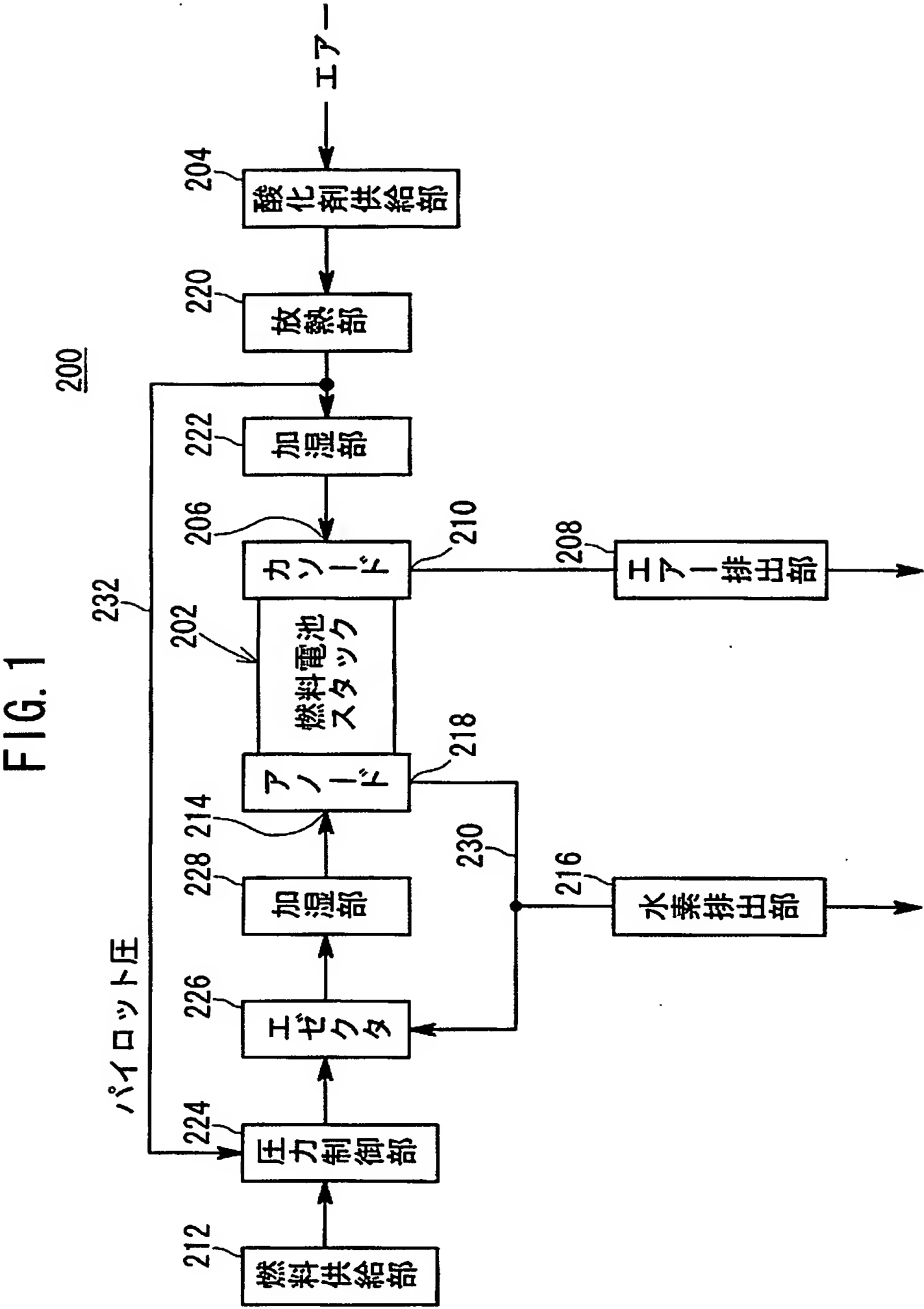 FIG. 1
200
232
パイロット圧
212
燃料供給部
224
圧力制御部
226
エゼクタ
228
加湿部
214
アノード
218
202
燃料電池
スタック
カソード
206
210
222
加湿部
220
放熱部
204
酸化剤供給部
エアー
230
216
水素排出部
208
エアー排出部